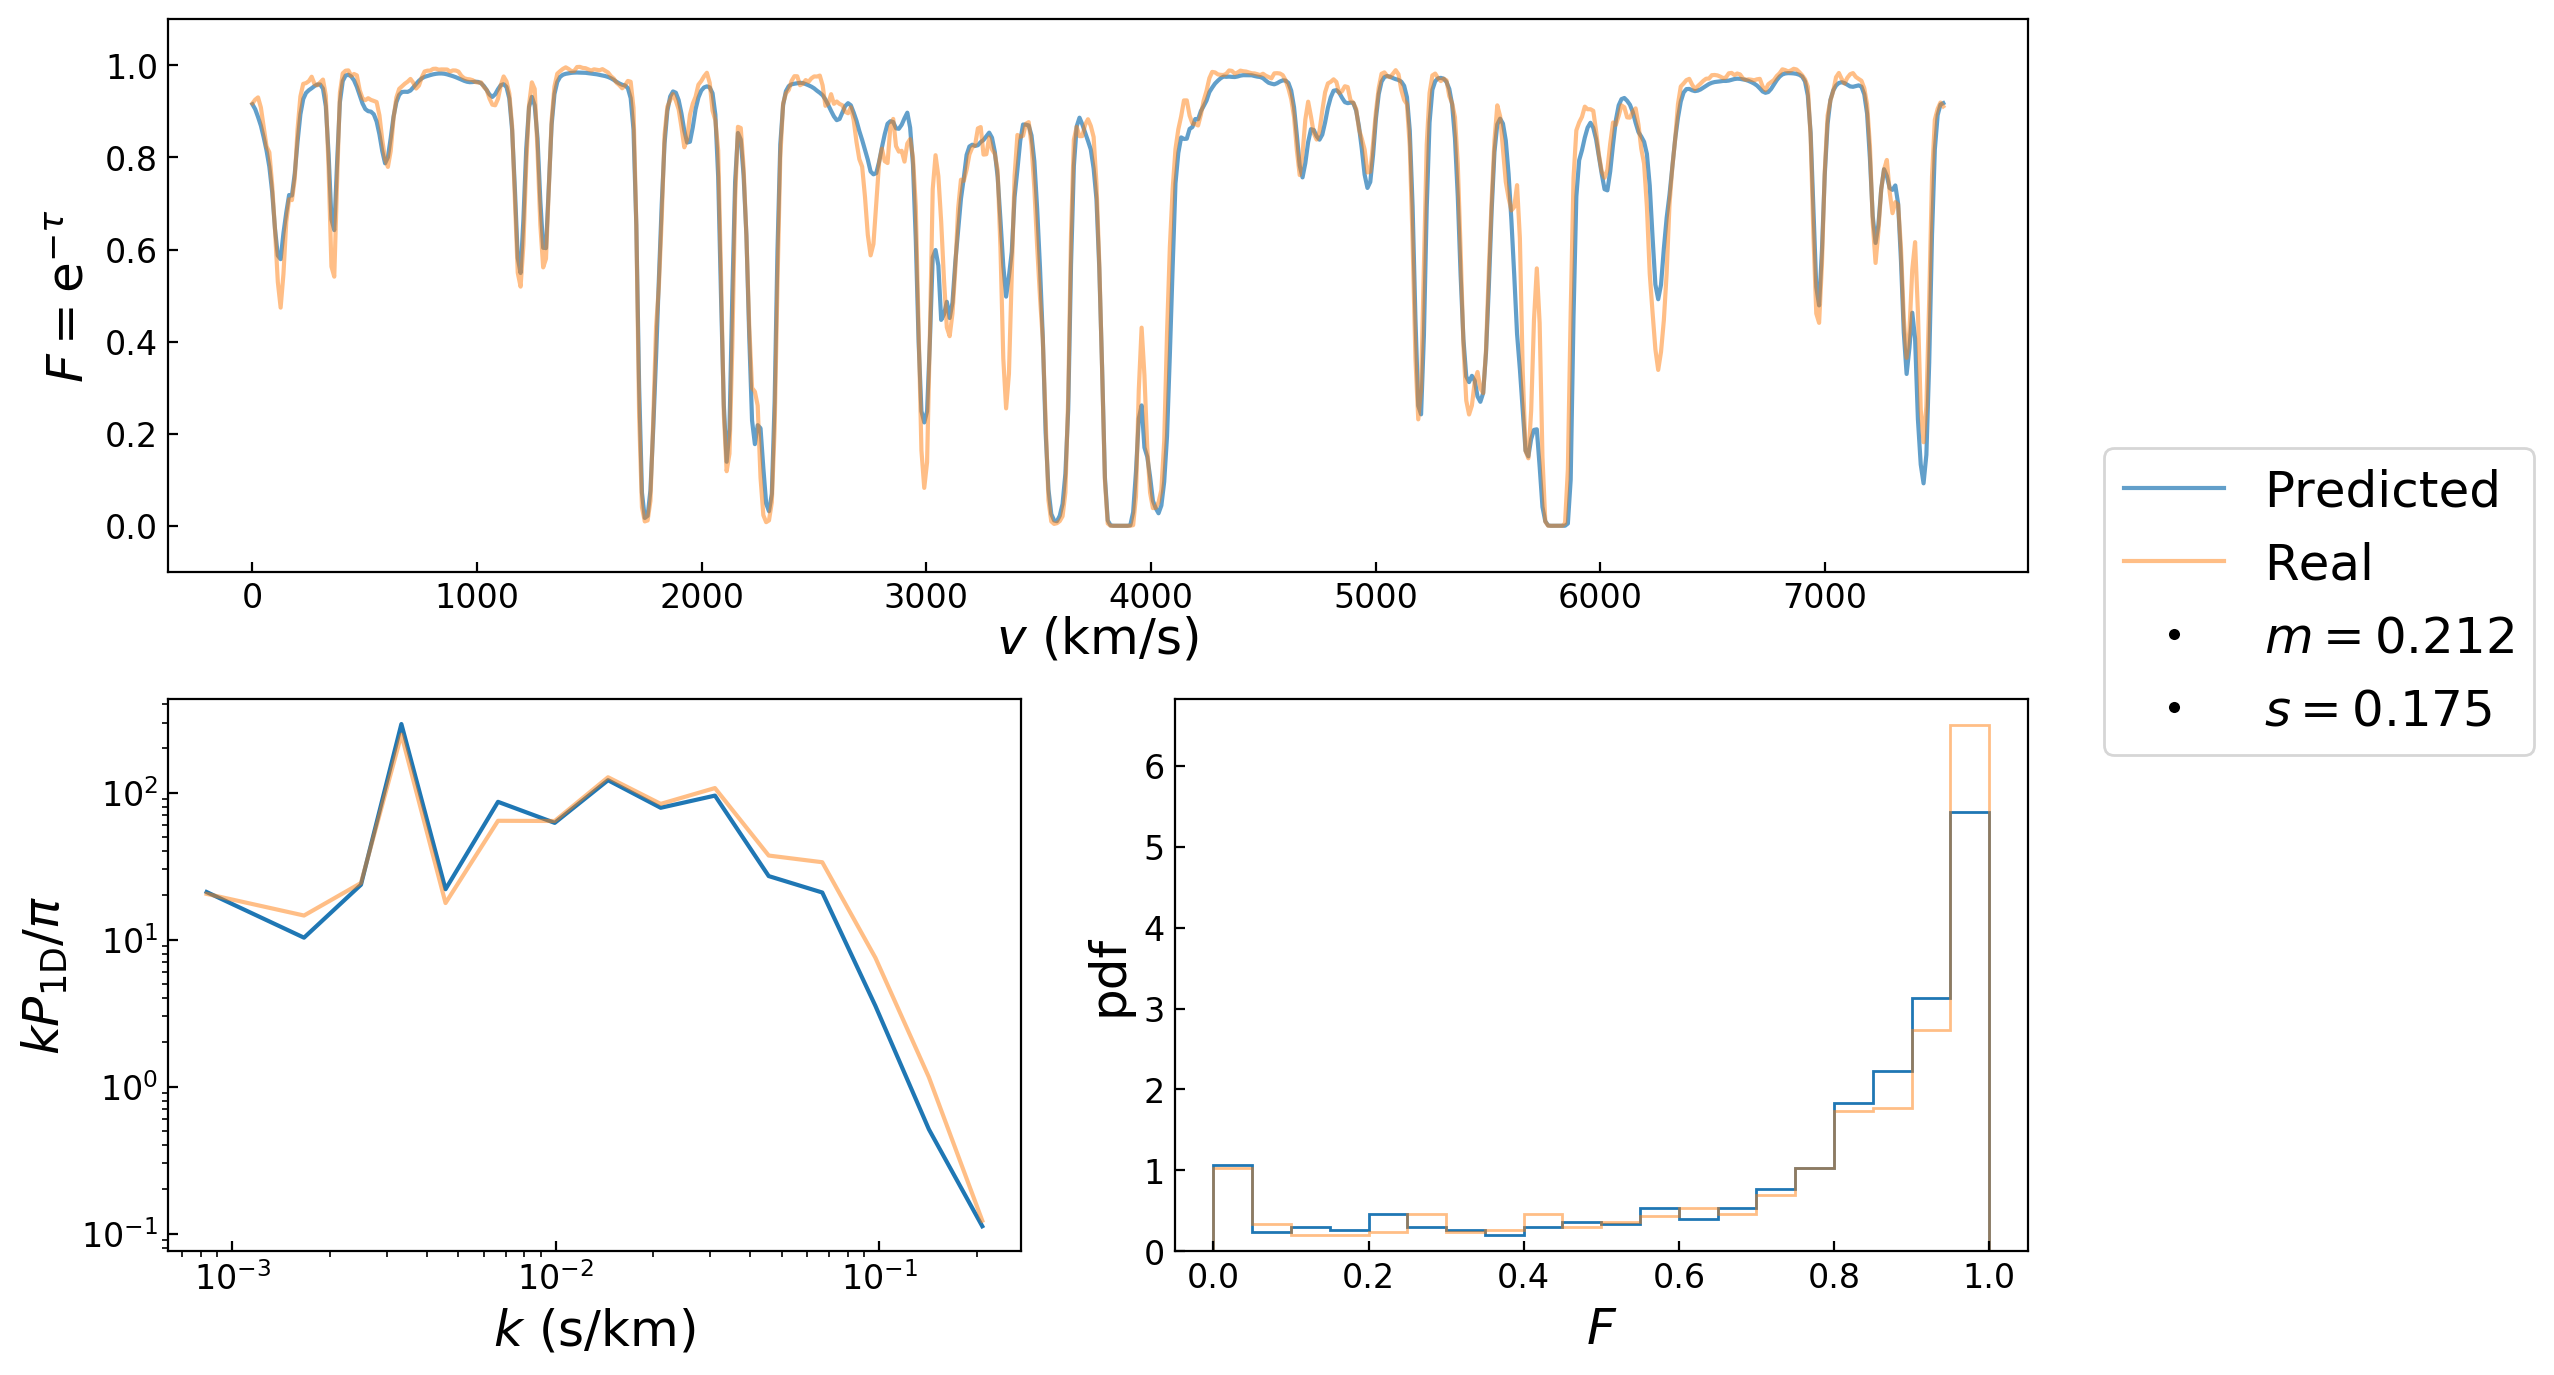 F = e^{−τ}
1.0
0.8
0.6
0.4
0.2
0.0
0 1000 2000 3000 4000 5000 6000 7000
v (km/s)
Predicted
Real
m = 0.212
s = 0.175
kP_{1D}/π
10^2
10^1
10^0
10^{−1}
10^{−3} 10^{−2} 10^{−1}
k (s/km)
pdf
6
5
4
3
2
1
0
0.0 0.2 0.4 0.6 0.8 1.0
F